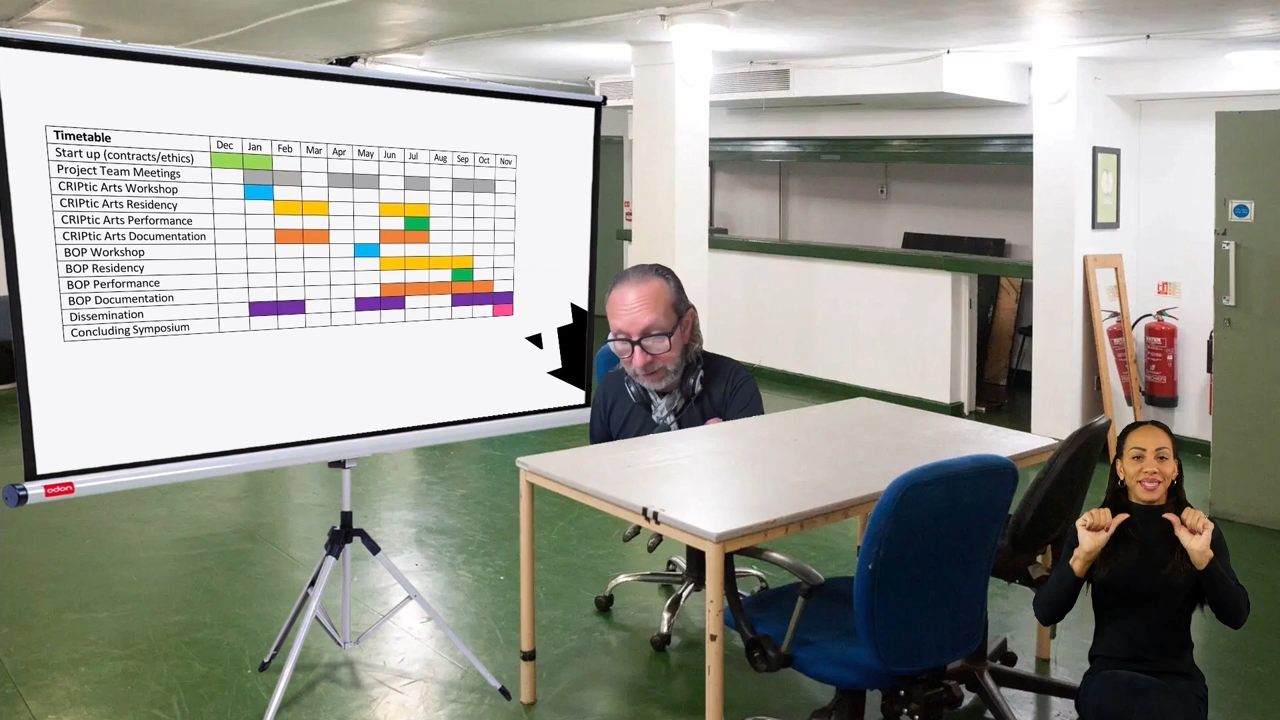 Timetable Dec Jan Feb Mar Apr May Jun Jul Aug Sep Oct Nov
Start up (contracts/ethics)
Project Team Meetings
CRIPtic Arts Workshop
CRIPtic Arts Residency
CRIPtic Arts Performance
CRIPtic Arts Documentation
BOP Workshop
BOP Residency
BOP Performance
BOP Documentation
Dissemination
Concluding Symposium
odon